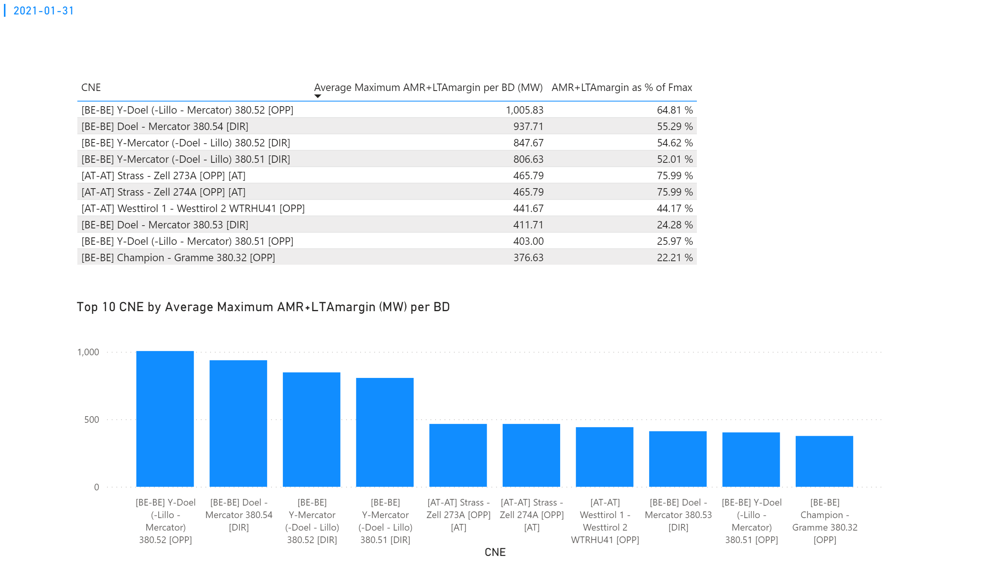 2021-01-31
CNE Average Maximum AMR+LTAmargin per BD (MW) AMR+LTAmargin as % of Fmax
[BE-BE] Y-Doel (-Lillo - Mercator) 380.52 [OPP] 1,005.83 64.81 %
[BE-BE] Doel - Mercator 380.54 [DIR] 937.71 55.29 %
[BE-BE] Y-Mercator (-Doel - Lillo) 380.52 [DIR] 847.67 54.62 %
[BE-BE] Y-Mercator (-Doel - Lillo) 380.51 [DIR] 806.63 52.01 %
[AT-AT] Strass - Zell 273A [OPP] [AT] 465.79 75.99 %
[AT-AT] Strass - Zell 274A [OPP] [AT] 465.79 75.99 %
[AT-AT] Westtirol 1 - Westtirol 2 WTRHU41 [OPP] 441.67 44.17 %
[BE-BE] Doel - Mercator 380.53 [DIR] 411.71 24.28 %
[BE-BE] Y-Doel (-Lillo - Mercator) 380.51 [OPP] 403.00 25.97 %
[BE-BE] Champion - Gramme 380.32 [OPP] 376.63 22.21 %
Top 10 CNE by Average Maximum AMR+LTAmargin (MW) per BD
1,000
500
0
[BE-BE] Y-Doel
(-Lillo -
Mercator)
380.52 [OPP]
[BE-BE] Doel -
Mercator 380.54
[DIR]
[BE-BE]
Y-Mercator
(-Doel - Lillo)
380.52 [DIR]
[BE-BE]
Y-Mercator
(-Doel - Lillo)
380.51 [DIR]
[AT-AT] Strass -
Zell 273A [OPP]
[AT]
[AT-AT] Strass -
Zell 274A [OPP]
[AT]
[AT-AT]
Westtirol 1 -
Westtirol 2
WTRHU41 [OPP]
[BE-BE] Doel -
Mercator 380.53
[DIR]
[BE-BE] Y-Doel
(-Lillo -
Mercator)
380.51 [OPP]
[BE-BE]
Champion -
Gramme 380.32
[OPP]
CNE